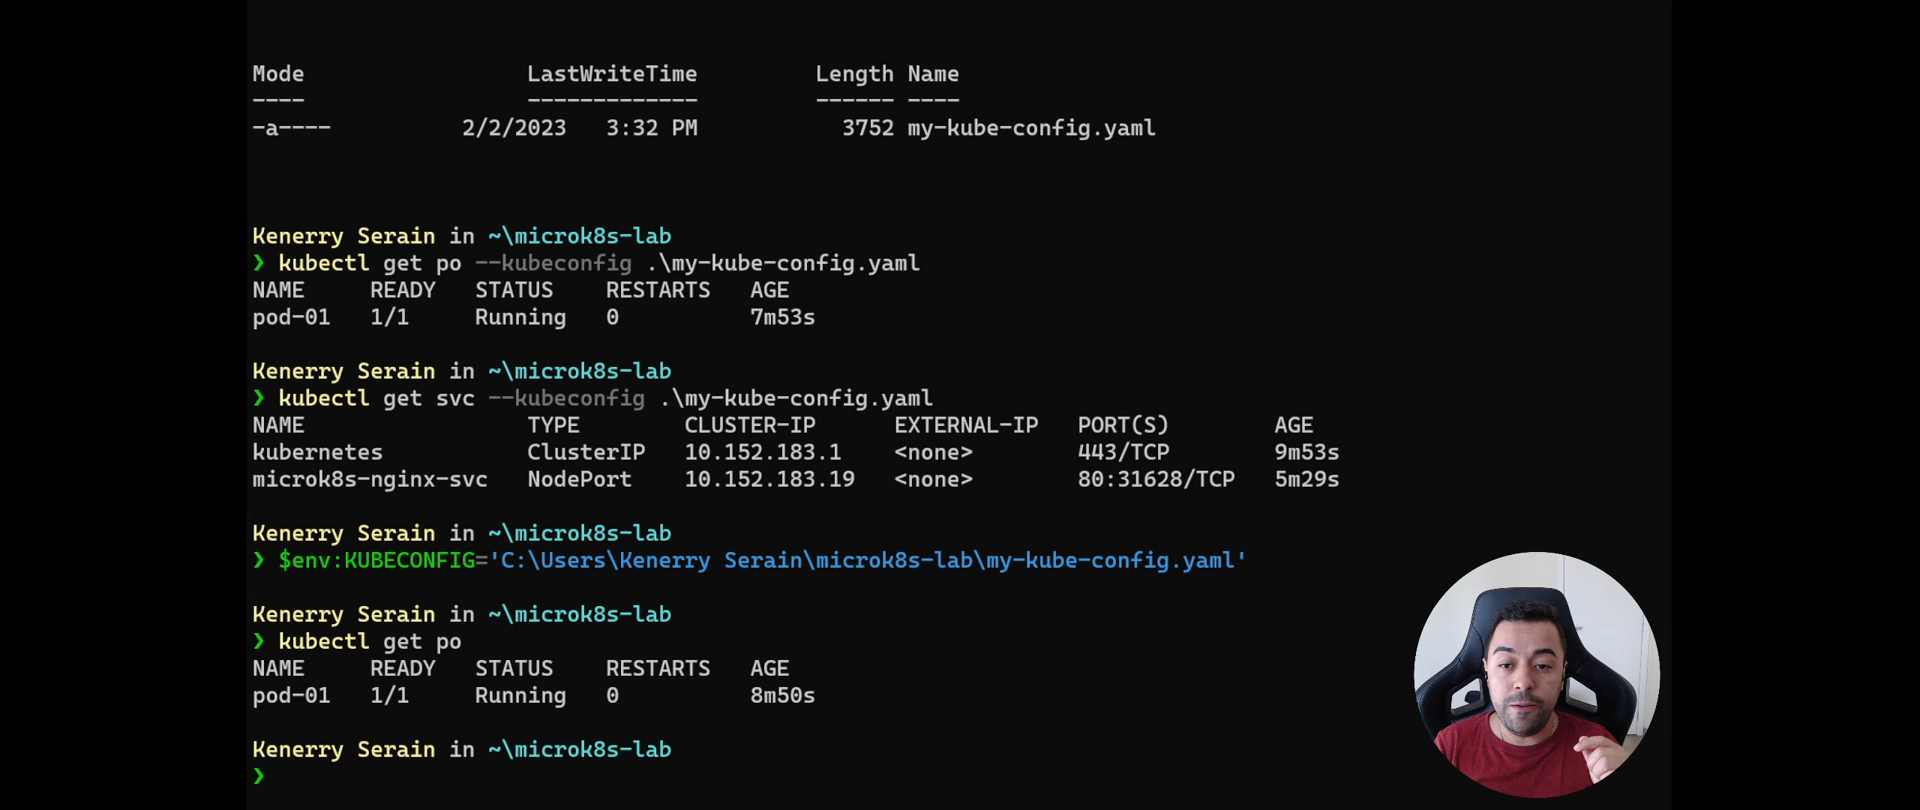 Mode LastWriteTime Length Name
---- ------------- ------ ----
-a---- 2/2/2023 3:32 PM 3752 my-kube-config.yaml
Kenerry Serain in ~\microk8s-lab
❯ kubectl get po --kubeconfig .\my-kube-config.yaml
NAME READY STATUS RESTARTS AGE
pod-01 1/1 Running 0 7m53s
Kenerry Serain in ~\microk8s-lab
❯ kubectl get svc --kubeconfig .\my-kube-config.yaml
NAME TYPE CLUSTER-IP EXTERNAL-IP PORT(S) AGE
kubernetes ClusterIP 10.152.183.1 <none> 443/TCP 9m53s
microk8s-nginx-svc NodePort 10.152.183.19 <none> 80:31628/TCP 5m29s
Kenerry Serain in ~\microk8s-lab
❯ $env:KUBECONFIG='C:\Users\Kenerry Serain\microk8s-lab\my-kube-config.yaml'
Kenerry Serain in ~\microk8s-lab
❯ kubectl get po
NAME READY STATUS RESTARTS AGE
pod-01 1/1 Running 0 8m50s
Kenerry Serain in ~\microk8s-lab
❯